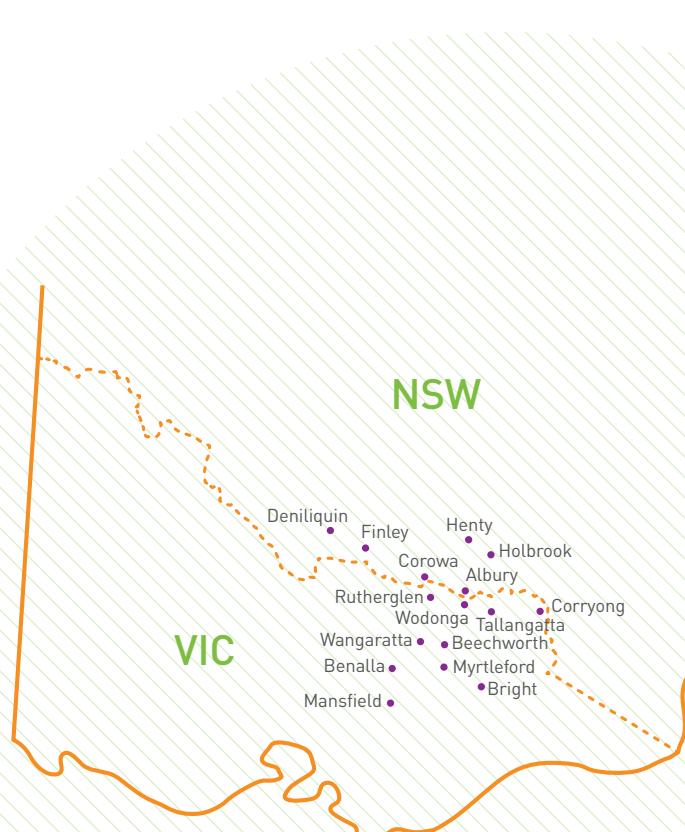 NSW
Deniliquin
Finley
Henty
Holbrook
Corowa
Albury
Rutherglen
Corryong
Wodonga
Tallangatta
Wangaratta
Beechworth
VIC
Benalla
Myrtleford
Bright
Mansfield